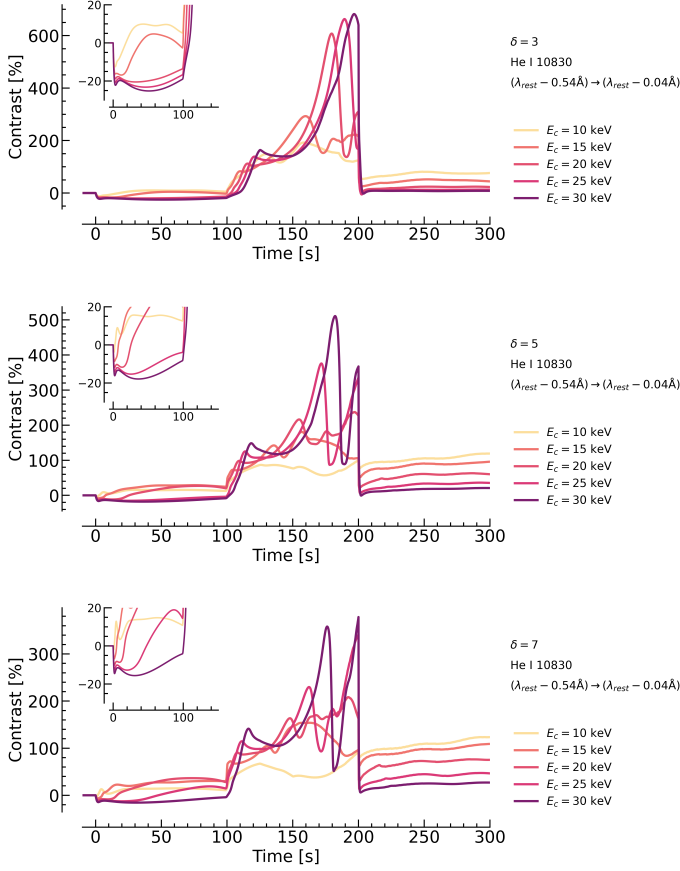 600
400
200
0
Contrast [%]
20
0
−20
0
100
0
50
100
150
200
250
300
Time [s]
δ = 3
He I 10830
(λrest − 0.54Å) → (λrest − 0.04Å)
Ec = 10 keV
Ec = 15 keV
Ec = 20 keV
Ec = 25 keV
Ec = 30 keV
500
400
300
200
100
0
Contrast [%]
20
0
−20
0
100
0
50
100
150
200
250
300
Time [s]
δ = 5
He I 10830
(λrest − 0.54Å) → (λrest − 0.04Å)
Ec = 10 keV
Ec = 15 keV
Ec = 20 keV
Ec = 25 keV
Ec = 30 keV
300
200
100
0
Contrast [%]
20
0
−20
0
100
0
50
100
150
200
250
300
Time [s]
δ = 7
He I 10830
(λrest − 0.54Å) → (λrest − 0.04Å)
Ec = 10 keV
Ec = 15 keV
Ec = 20 keV
Ec = 25 keV
Ec = 30 keV